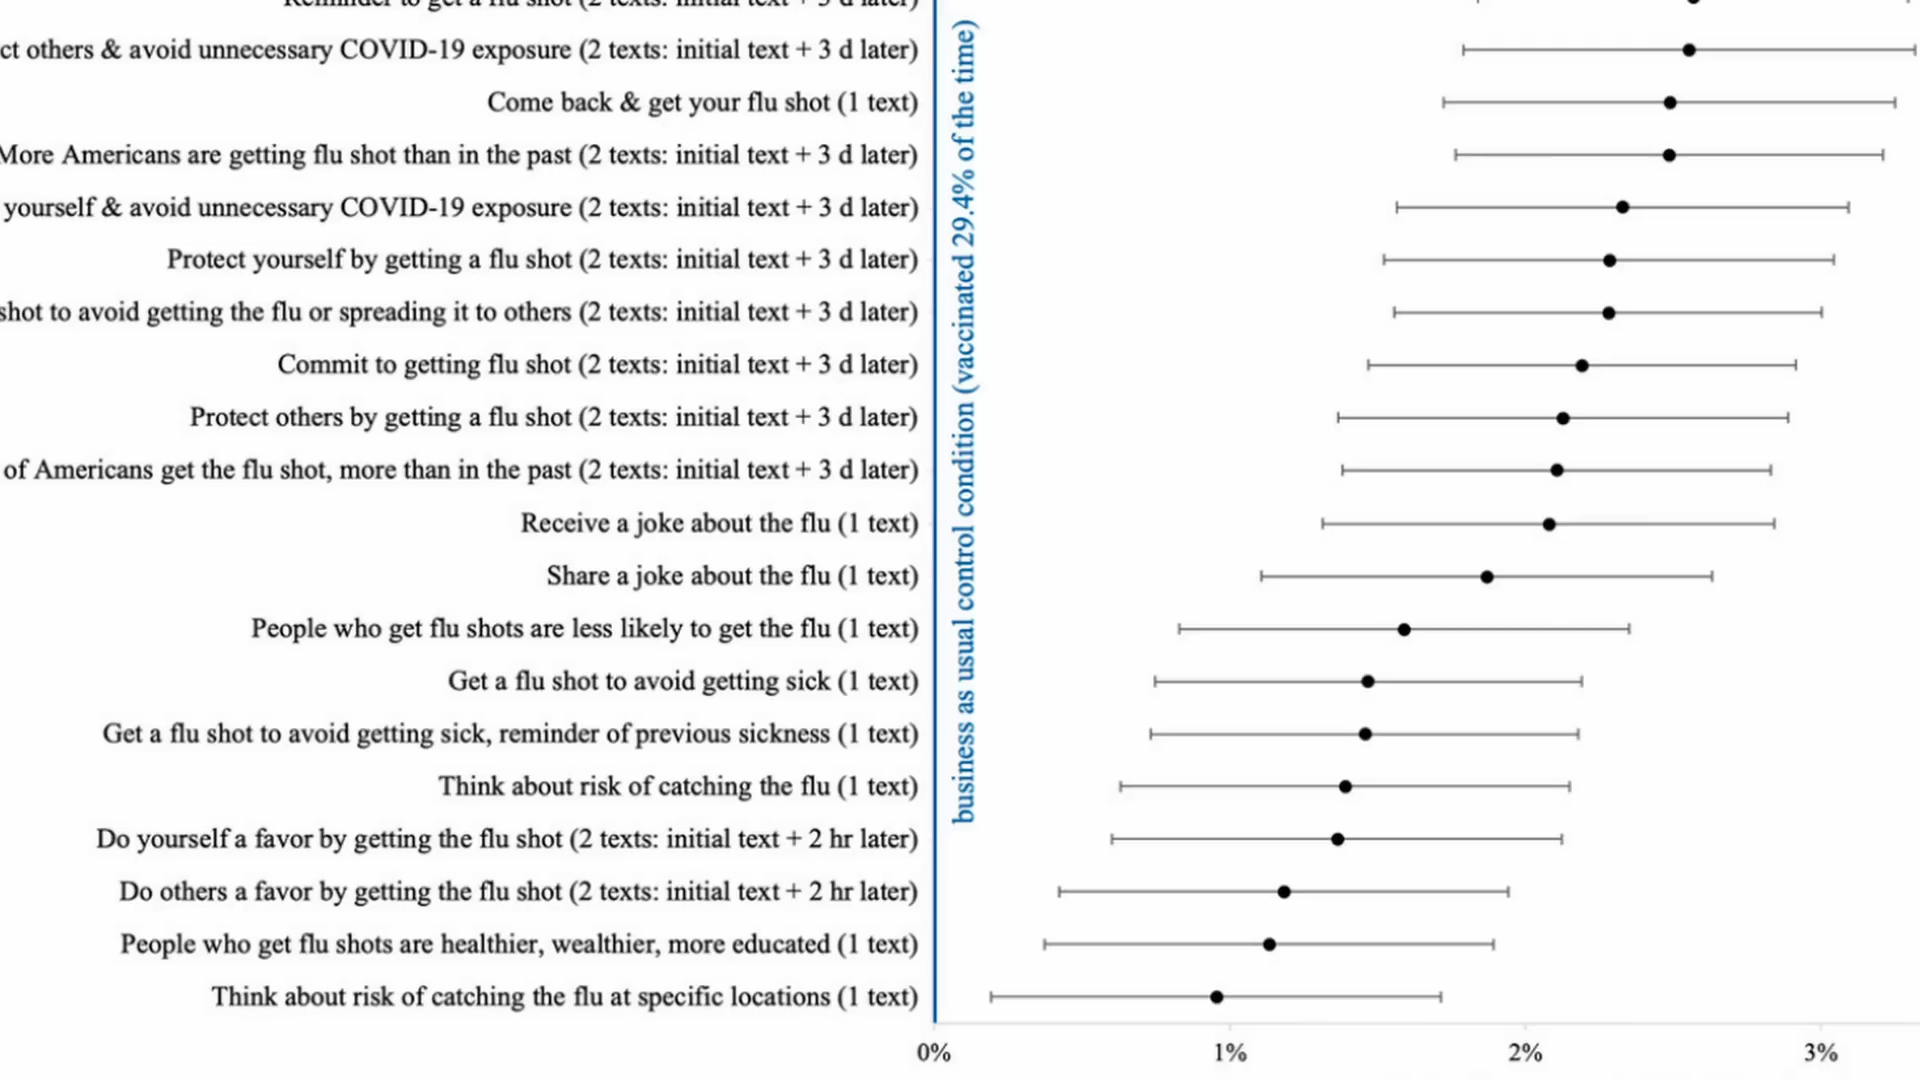 Reminder to get a flu shot (2 texts: initial text + 3 d later)
ct others & avoid unnecessary COVID-19 exposure (2 texts: initial text + 3 d later)
Come back & get your flu shot (1 text)
More Americans are getting flu shot than in the past (2 texts: initial text + 3 d later)
yourself & avoid unnecessary COVID-19 exposure (2 texts: initial text + 3 d later)
Protect yourself by getting a flu shot (2 texts: initial text + 3 d later)
shot to avoid getting the flu or spreading it to others (2 texts: initial text + 3 d later)
Commit to getting flu shot (2 texts: initial text + 3 d later)
Protect others by getting a flu shot (2 texts: initial text + 3 d later)
of Americans get the flu shot, more than in the past (2 texts: initial text + 3 d later)
Receive a joke about the flu (1 text)
Share a joke about the flu (1 text)
People who get flu shots are less likely to get the flu (1 text)
Get a flu shot to avoid getting sick (1 text)
Get a flu shot to avoid getting sick, reminder of previous sickness (1 text)
Think about risk of catching the flu (1 text)
Do yourself a favor by getting the flu shot (2 texts: initial text + 2 hr later)
Do others a favor by getting the flu shot (2 texts: initial text + 2 hr later)
People who get flu shots are healthier, wealthier, more educated (1 text)
Think about risk of catching the flu at specific locations (1 text)
business as usual control condition (vaccinated 29.4% of the time)
0% 1% 2% 3%